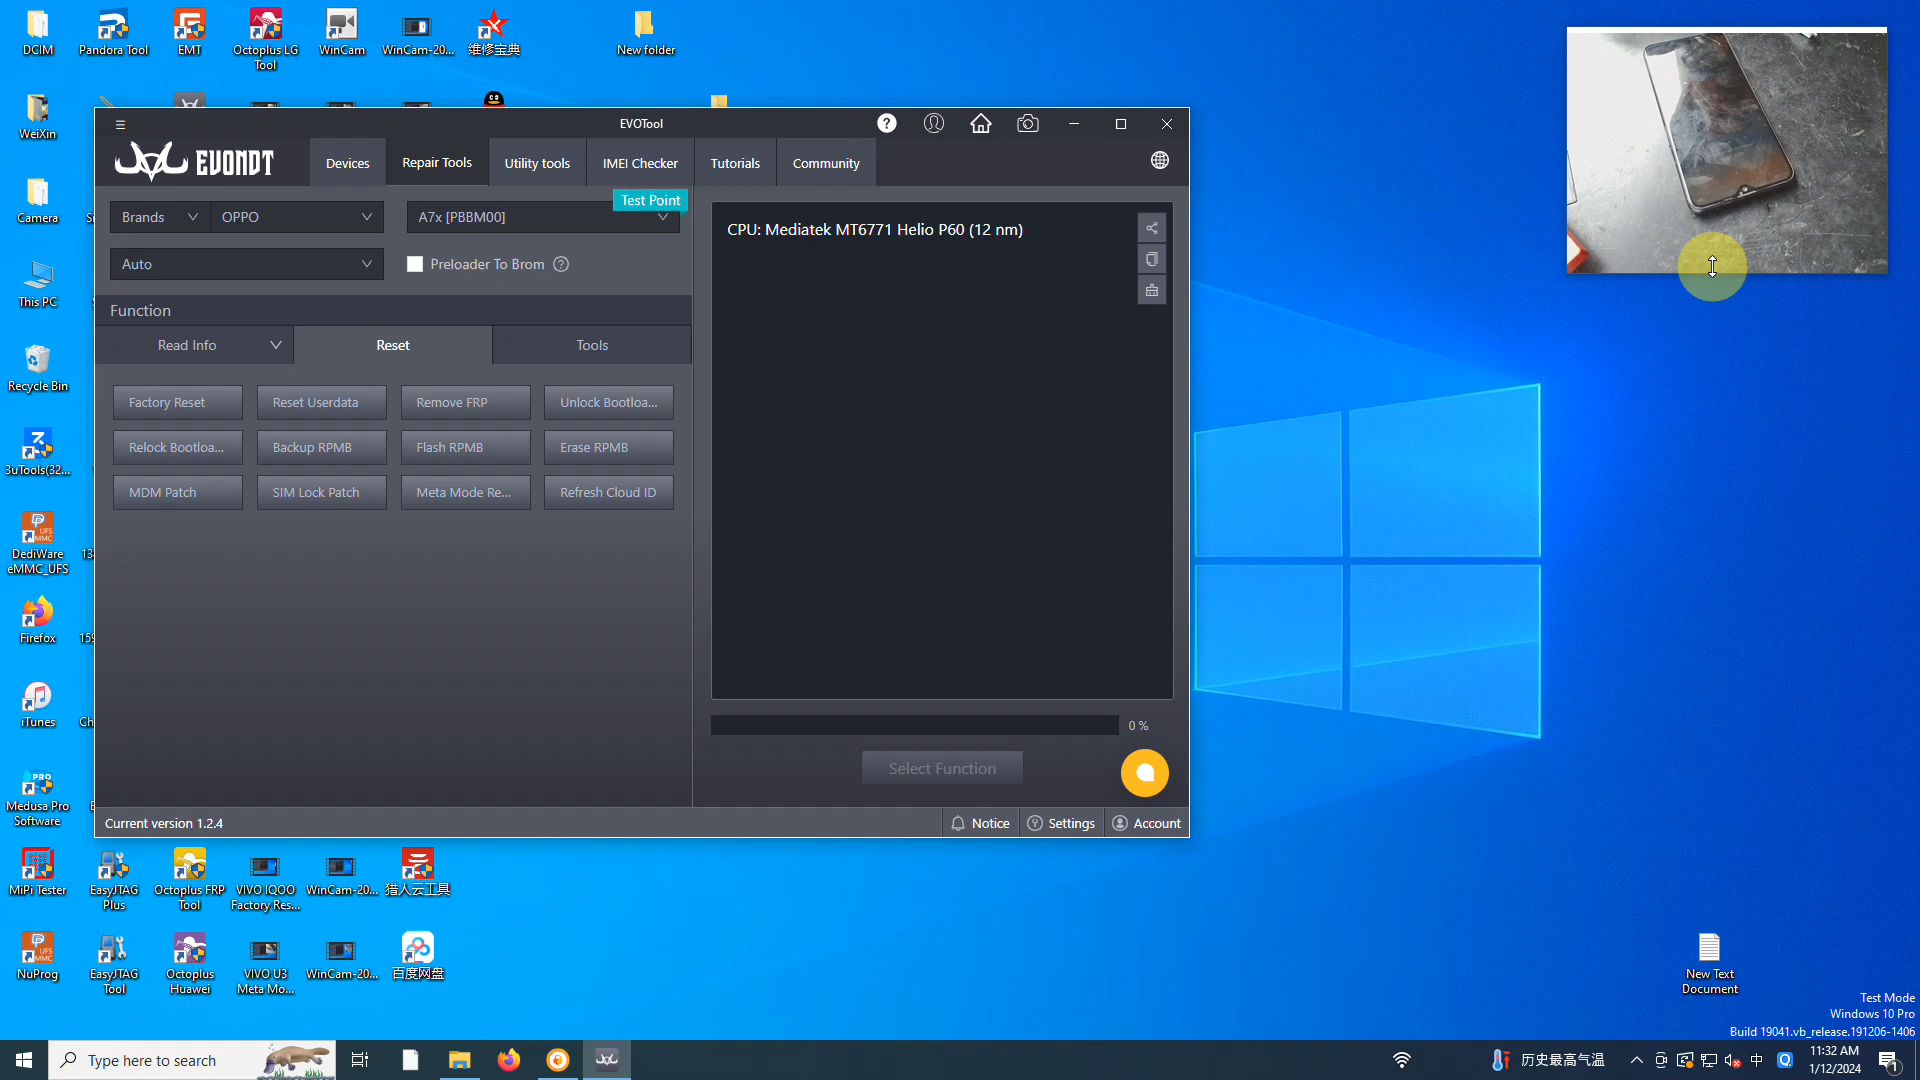 DCIM
Pandora Tool
EMT
Octoplus LG
Tool
WinCam
WinCam-20...
维修宝典
New folder
WeiXin
Camera
This PC
Recycle Bin
3uTools(32...
DediWare
eMMC_UFS
Firefox
iTunes
Medusa Pro
Software
EVOTool
EVONDT
Devices
Repair Tools
Utility tools
IMEI Checker
Tutorials
Community
Test Point
Brands
OPPO
A7x [PBBM00]
Auto
Preloader To Brom
Function
Read Info
Reset
Tools
Factory Reset
Reset Userdata
Remove FRP
Unlock Bootloa...
Relock Bootloa...
Backup RPMB
Flash RPMB
Erase RPMB
MDM Patch
SIM Lock Patch
Meta Mode Re...
Refresh Cloud ID
CPU: Mediatek MT6771 Helio P60 (12 nm)
0 %
Select Function
Current version 1.2.4
Notice
Settings
Account
MiPi Tester
EasyJTAG
Plus
Octoplus FRP
Tool
VIVO IQOO
Factory Res...
WinCam-20...
猎人云工具
NuProg
EasyJTAG
Tool
Octoplus
Huawei
VIVO U3
Meta Mo...
WinCam-20...
百度网盘
New Text
Document
Test Mode
Windows 10 Pro
Build 19041.vb_release.191206-1406
Type here to search
历史最高气温
中
11:32 AM
1/12/2024
1